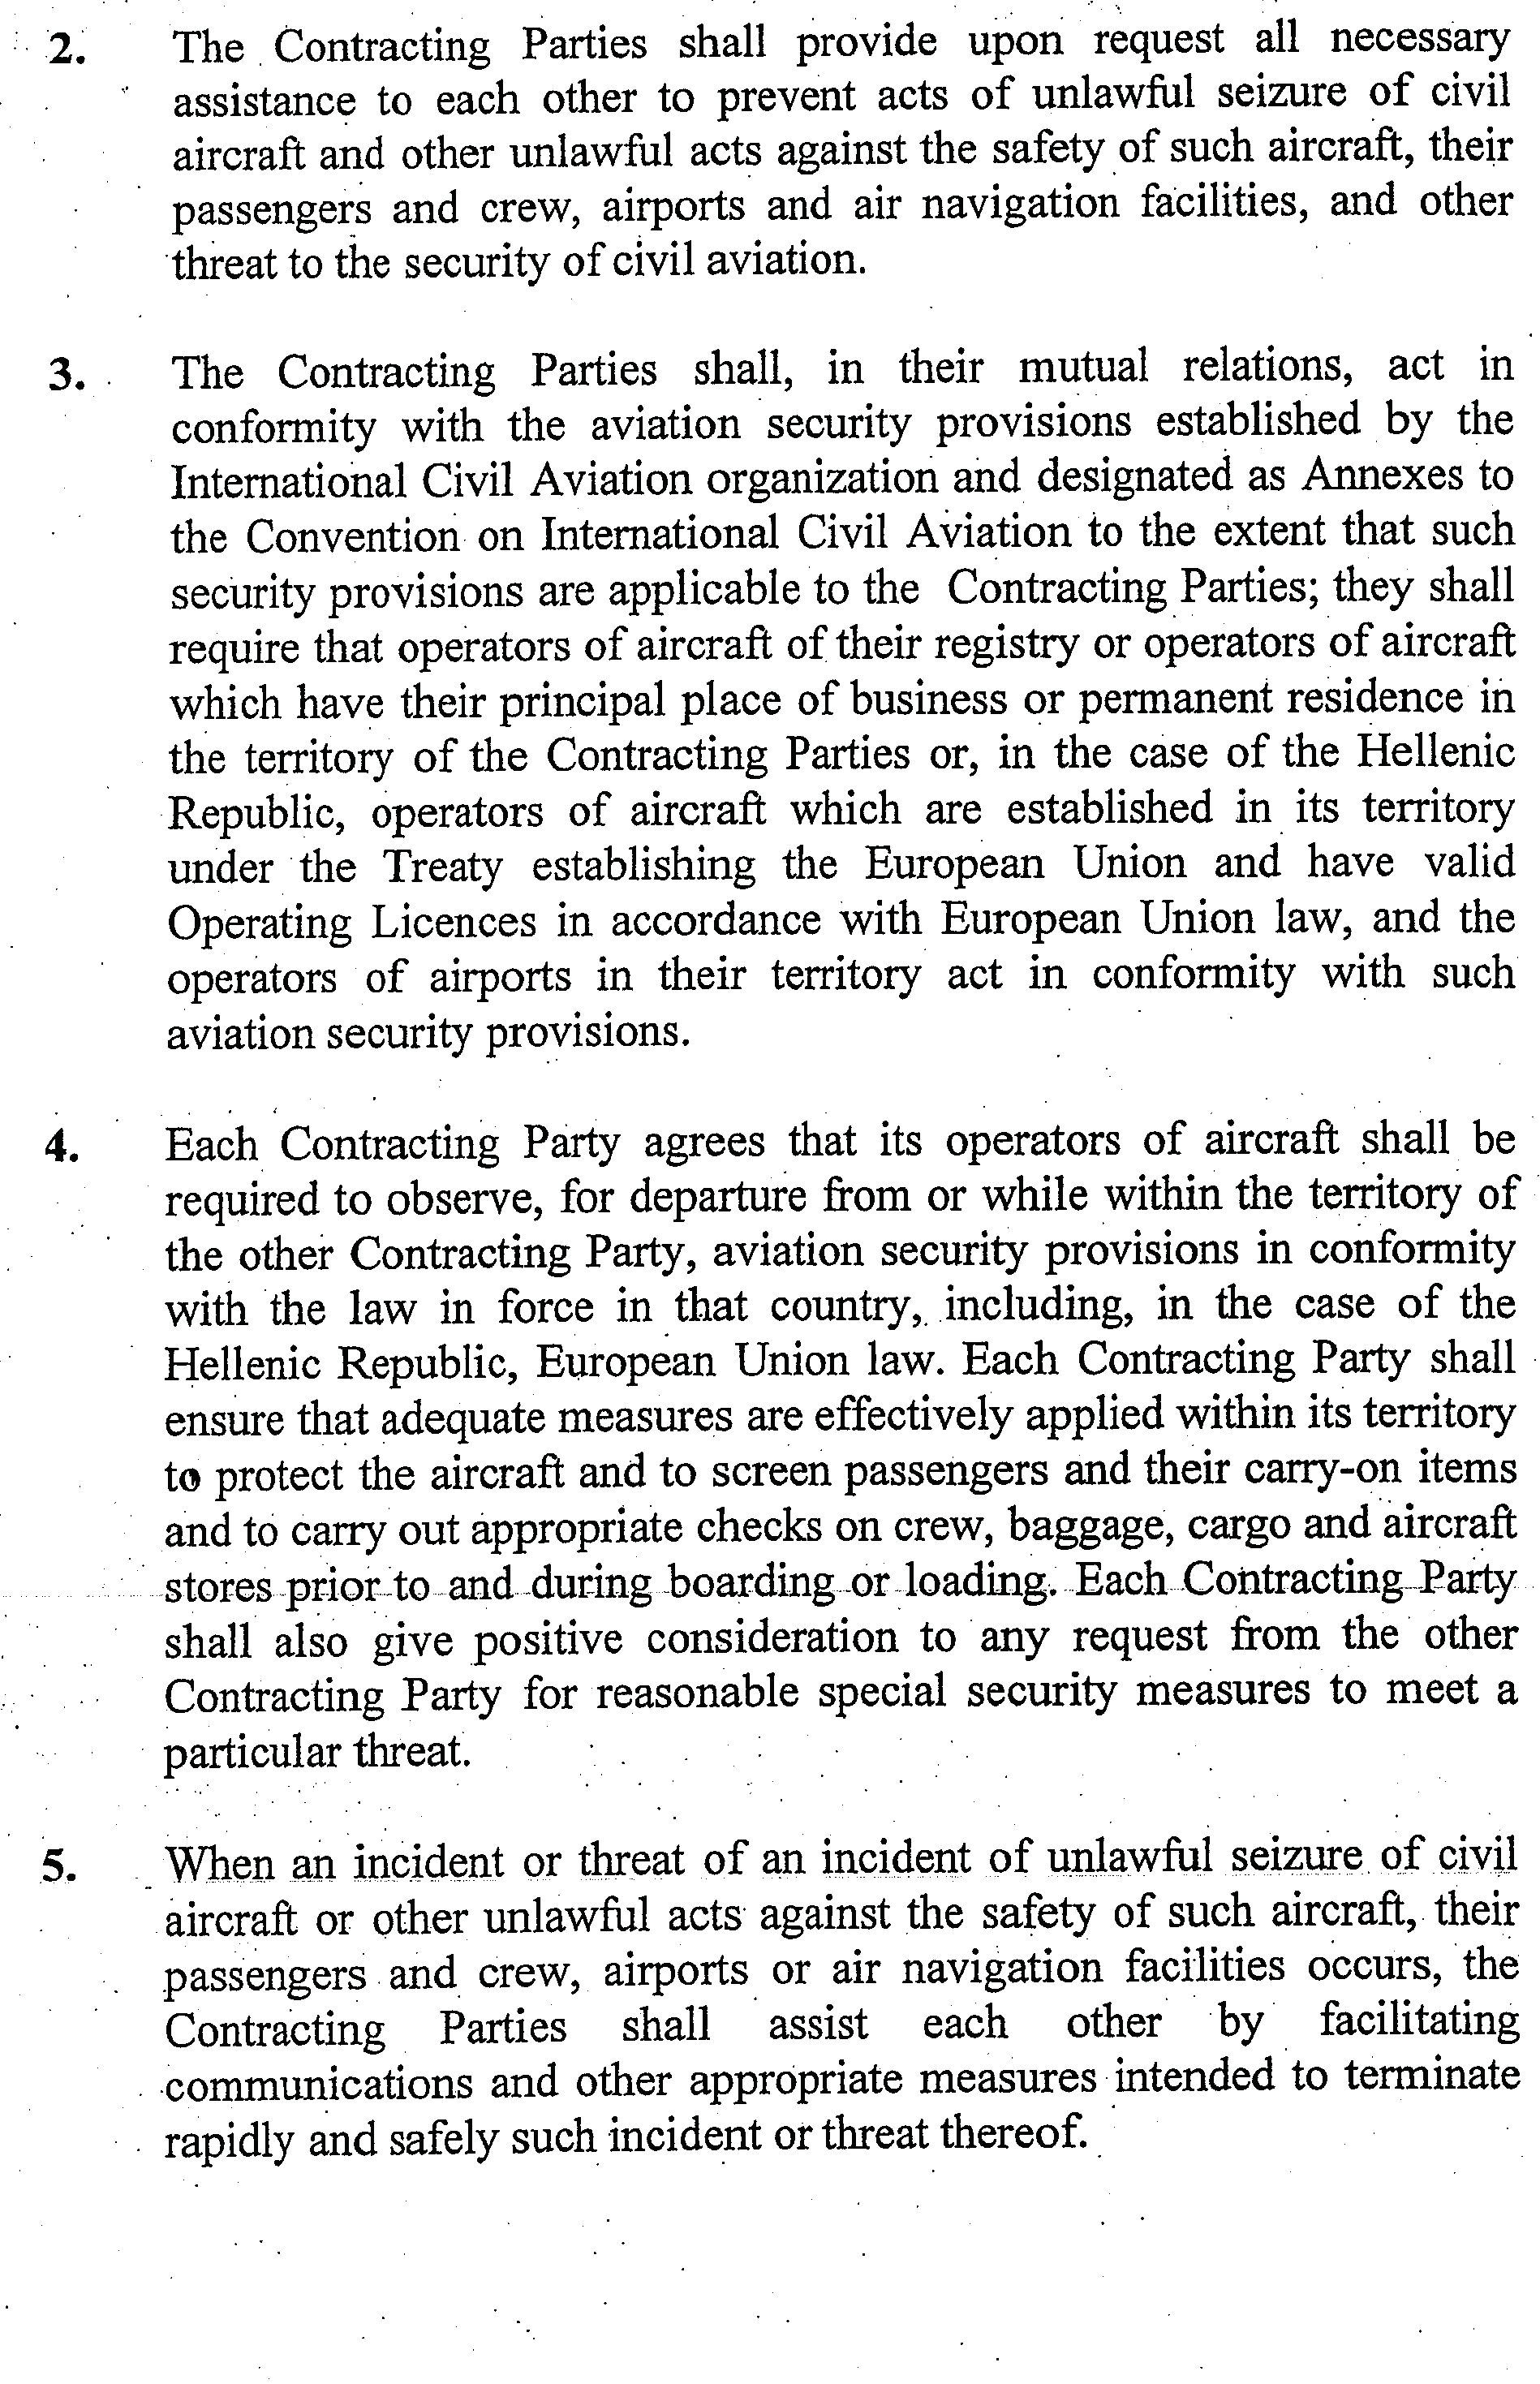 2. The Contracting Parties shall provide upon request all necessary
assistance to each other to prevent acts of unlawful seizure of civil
aircraft and other unlawful acts against the safety of such aircraft, their
passengers and crew, airports and air navigation facilities, and other
threat to the security of civil aviation.
3. The Contracting Parties shall, in their mutual relations, act in
conformity with the aviation security provisions established by the
International Civil Aviation organization and designated as Annexes to
the Convention on International Civil Aviation to the extent that such
security provisions are applicable to the Contracting Parties; they shall
require that operators of aircraft of their registry or operators of aircraft
which have their principal place of business or permanent residence in
the territory of the Contracting Parties or, in the case of the Hellenic
Republic, operators of aircraft which are established in its territory
under the Treaty establishing the European Union and have valid
Operating Licences in accordance with European Union law, and the
operators of airports in their territory act in conformity with such
aviation security provisions.
4. Each Contracting Party agrees that its operators of aircraft shall be
required to observe, for departure from or while within the territory of
the other Contracting Party, aviation security provisions in conformity
with the law in force in that country, including, in the case of the
Hellenic Republic, European Union law. Each Contracting Party shall
ensure that adequate measures are effectively applied within its territory
to protect the aircraft and to screen passengers and their carry-on items
and to carry out appropriate checks on crew, baggage, cargo and aircraft
stores prior to and during boarding or loading. Each Contracting Party
shall also give positive consideration to any request from the other
Contracting Party for reasonable special security measures to meet a
particular threat.
5. When an incident or threat of an incident of unlawful seizure of civil
aircraft or other unlawful acts against the safety of such aircraft, their
passengers and crew, airports or air navigation facilities occurs, the
Contracting Parties shall assist each other by facilitating
communications and other appropriate measures intended to terminate
rapidly and safely such incident or threat thereof.